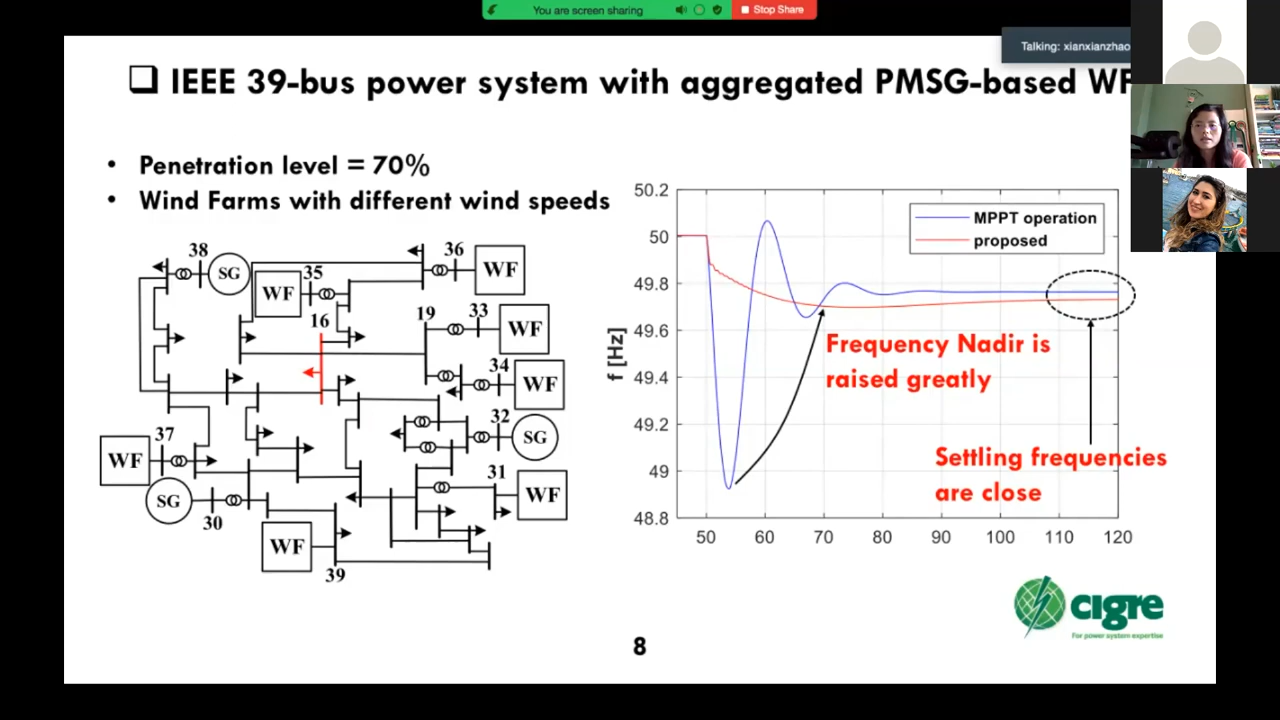 You are screen sharing
Stop Share
Talking: xianxianzhao
IEEE 39-bus power system with aggregated PMSG-based WF
• Penetration level = 70%
• Wind Farms with different wind speeds
38
SG
36
WF
35
WF
16
19
33
WF
34
WF
32
SG
37
WF
31
WF
SG
30
WF
39
50.2
50
49.8
49.6
49.4
49.2
49
48.8
f [Hz]
50 60 70 80 90 100 110 120
MPPT operation
proposed
Frequency Nadir is
raised greatly
Settling frequencies
are close
cigre
For power system expertise
8